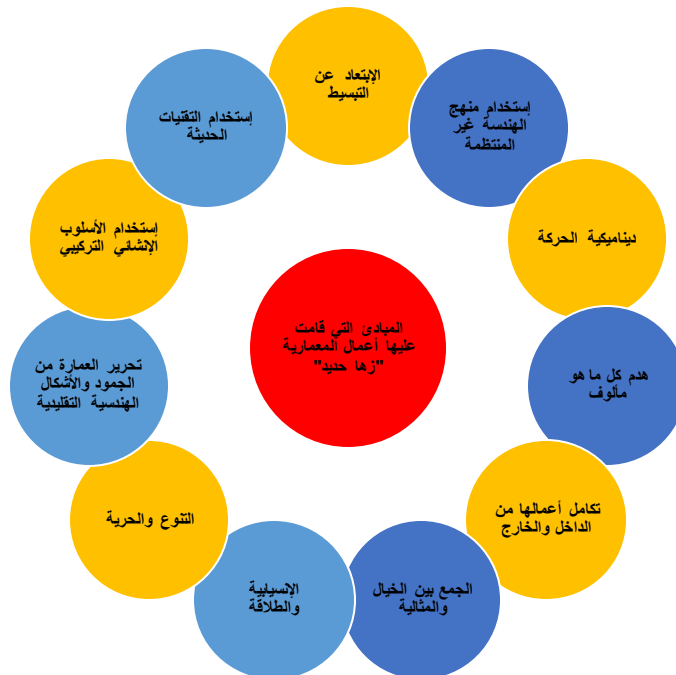 المبادئ التي قامت
عليها أعمال المعمارية
"زها حديد"
الإبتعاد عن
التبسيط
إستخدام منهج
الهندسة غير
المنتظمة
ديناميكية الحركة
هدم كل ما هو
مألوف
تكامل أعمالها من
الداخل والخارج
الجمع بين الخيال
والمثالية
الإنسيابية
والطلاقة
التنوع والحرية
تحرير العمارة من
الجمود والأشكال
الهندسية التقليدية
إستخدام الأسلوب
الإنشائي التركيبي
إستخدام التقنيات
الحديثة